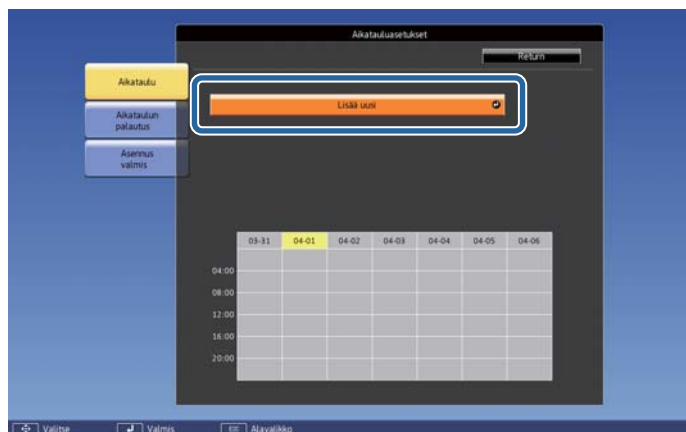 Aikatauluasetukset
Return
Aikataulu
Lisää uusi
Aikataulun
palautus
Asennus
valmis
03-31 04-01 04-02 04-03 04-04 04-05 04-06
04:00
08:00
12:00
16:00
20:00
Valitse Valmis Alavalikko